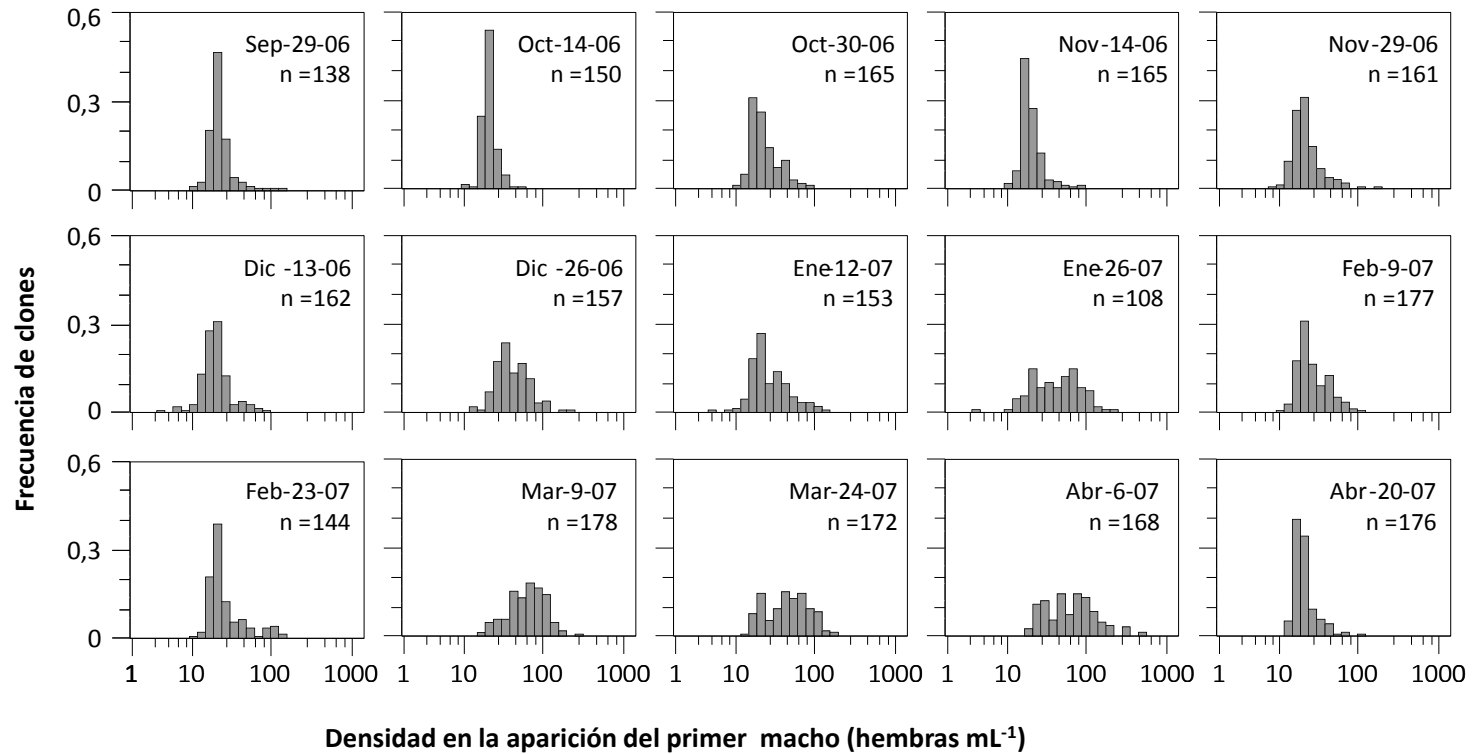 0,6
0,3
0
Sep-29-06
n =138
Oct-14-06
n =150
Oct-30-06
n =165
Nov-14-06
n =165
Nov-29-06
n =161
0,6
0,3
0
Dic -13-06
n =162
Dic -26-06
n =157
Ene-12-07
n =153
Ene-26-07
n =108
Feb-9-07
n =177
0,6
0,3
0
Feb-23-07
n =144
Mar-9-07
n =178
Mar-24-07
n =172
Abr-6-07
n =168
Abr-20-07
n =176
1 10 100 1000
1 10 100 1000
1 10 100 1000
1 10 100 1000
1 10 100 1000
Frecuencia de clones
Densidad en la aparición del primer macho (hembras mL-1)